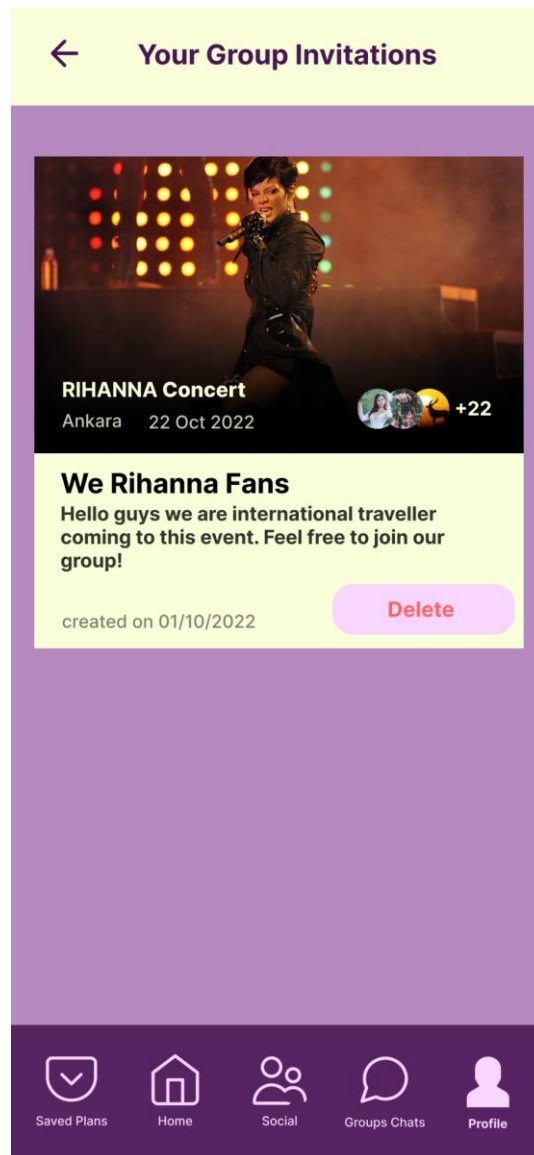 Your Group Invitations
RIHANNA Concert
Ankara 22 Oct 2022
+22
We Rihanna Fans
Hello guys we are international traveller
coming to this event. Feel free to join our
group!
created on 01/10/2022
Delete
Saved Plans
Home
Social
Groups Chats
Profile